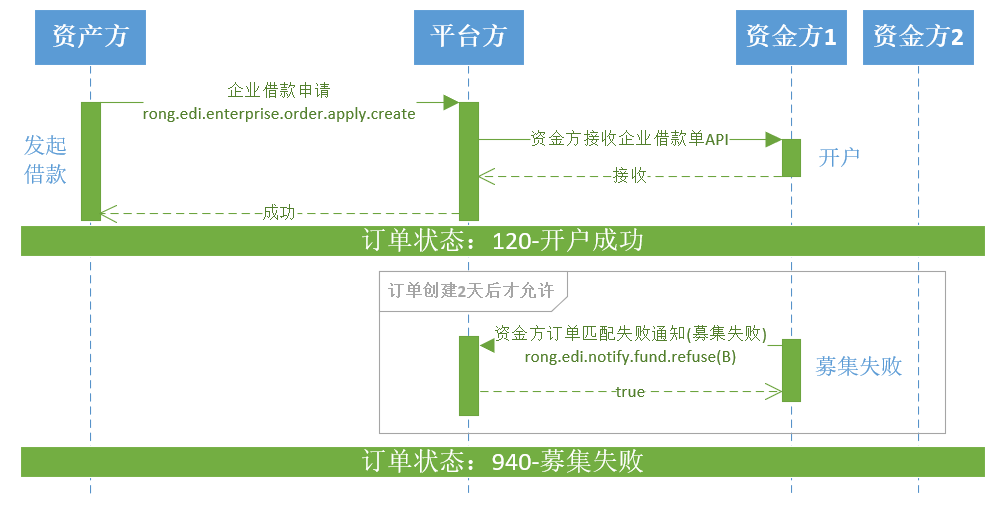 资产方
平台方
资金方1
资金方2
企业借款申请
rong.edi.enterprise.order.apply.create
发起
借款
资金方接收企业借款单API
开户
接收
成功
订单状态：120-开户成功
订单创建2天后才允许
资金方订单匹配失败通知(募集失败)
rong.edi.notify.fund.refuse(B)
募集失败
true
订单状态：940-募集失败